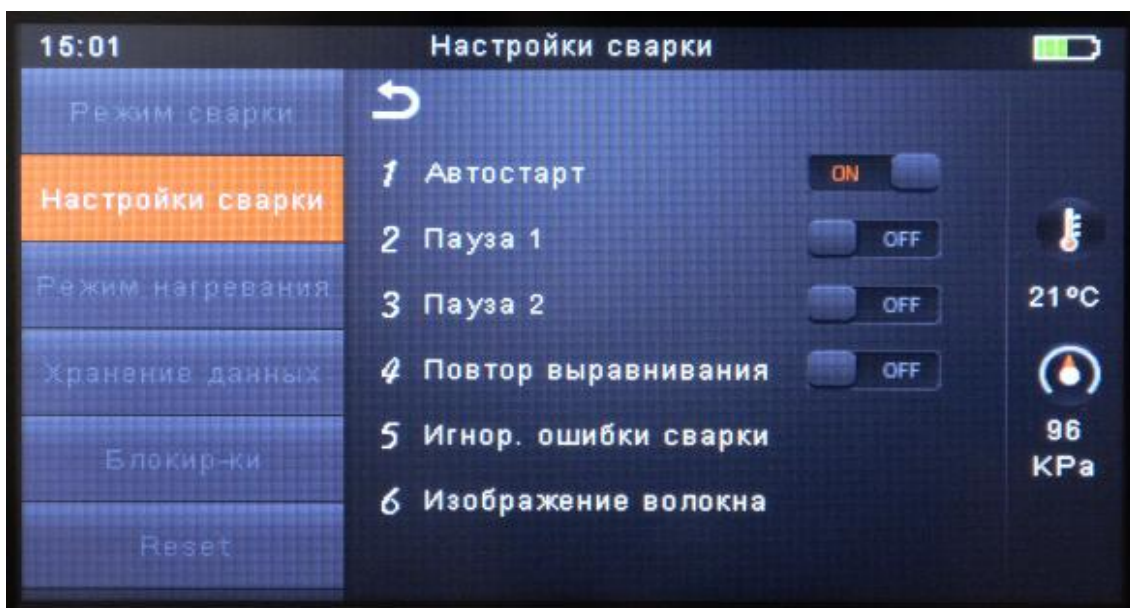 15:01 Настройки сварки
Режим сварки
Настройки сварки
Режим нагревания
Хранение данных
Блокир-ки
Reset
1 Автостарт ON
2 Пауза 1 OFF
3 Пауза 2 OFF
4 Повтор выравнивания OFF
5 Игнор. ошибки сварки
6 Изображение волокна
21°C
96
KPa